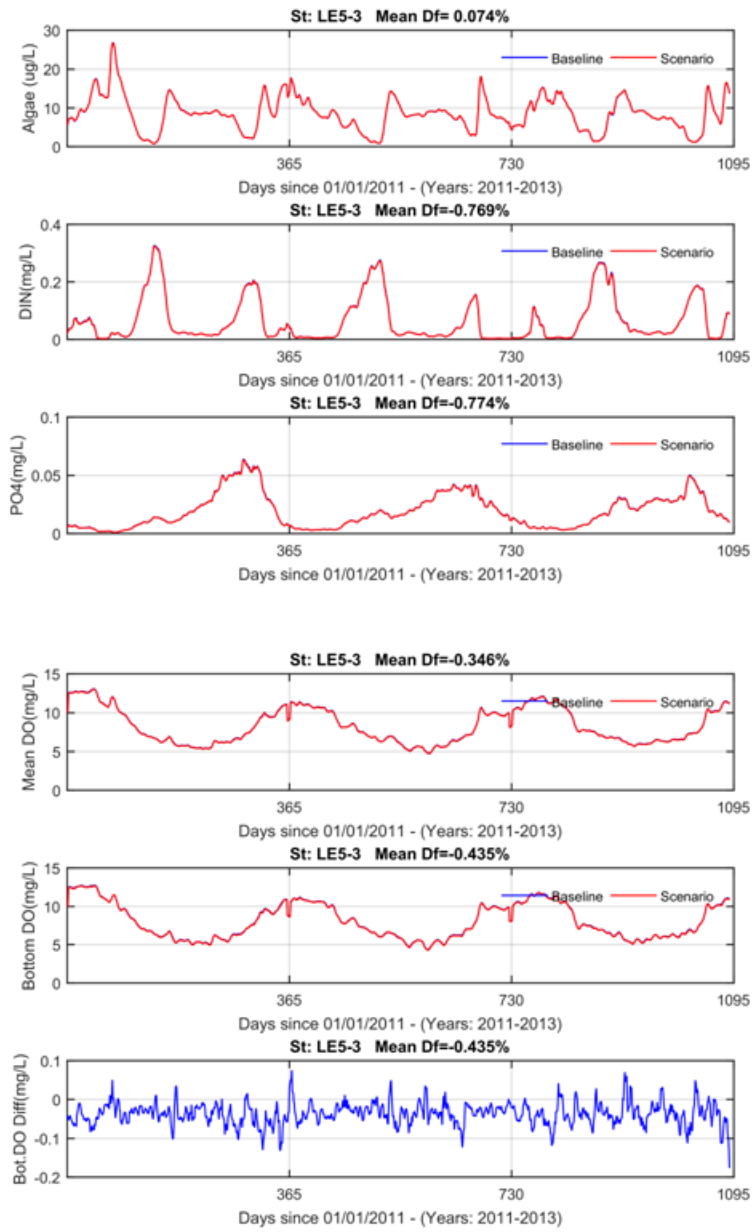 St: LE5-3 Mean Df= 0.074%
30
20
10
0
Algae (ug/L)
Baseline Scenario
365 730 1095
Days since 01/01/2011 - (Years: 2011-2013)
St: LE5-3 Mean Df=-0.769%
0.4
0.2
0
DIN(mg/L)
Baseline Scenario
365 730 1095
Days since 01/01/2011 - (Years: 2011-2013)
St: LE5-3 Mean Df=-0.774%
0.1
0.05
0
PO4(mg/L)
Baseline Scenario
365 730 1095
Days since 01/01/2011 - (Years: 2011-2013)
St: LE5-3 Mean Df=-0.346%
15
10
5
0
Mean DO(mg/L)
Baseline Scenario
365 730 1095
Days since 01/01/2011 - (Years: 2011-2013)
St: LE5-3 Mean Df=-0.435%
15
10
5
0
Bottom DO(mg/L)
Baseline Scenario
365 730 1095
Days since 01/01/2011 - (Years: 2011-2013)
St: LE5-3 Mean Df=-0.435%
0.1
0
-0.1
-0.2
Bot.DO Diff(mg/L)
365 730 1095
Days since 01/01/2011 - (Years: 2011-2013)